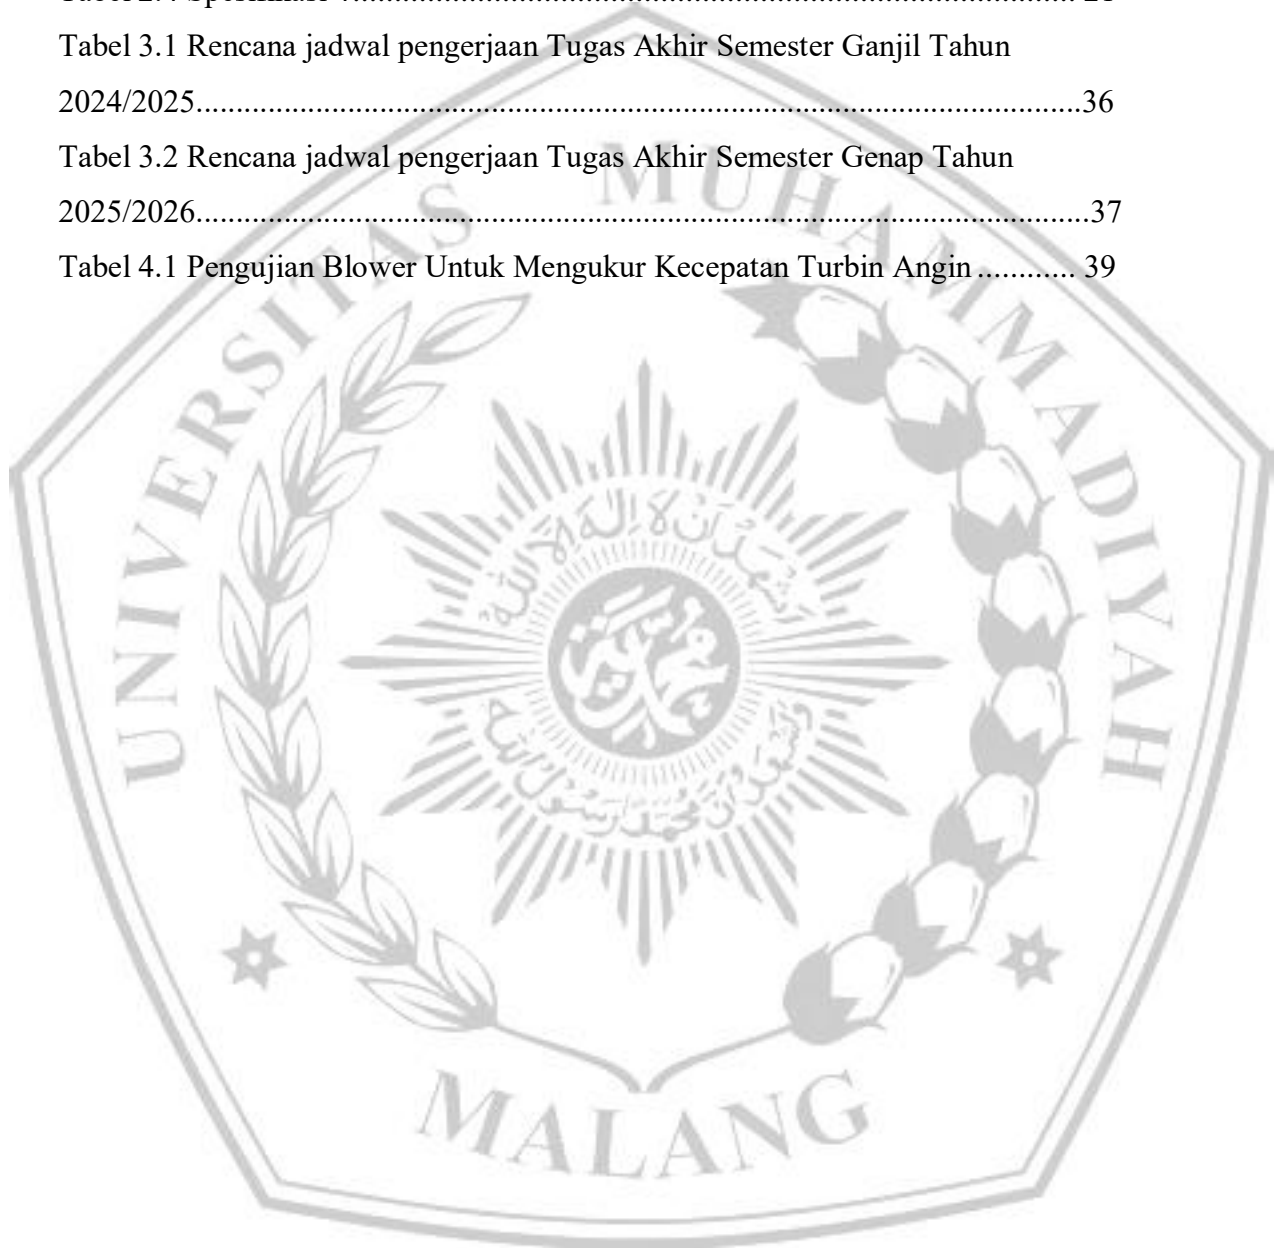 Tabel 3.1 Rencana jadwal pengerjaan Tugas Akhir Semester Ganjil Tahun
2024/2025..............................................................................................................36
Tabel 3.2 Rencana jadwal pengerjaan Tugas Akhir Semester Genap Tahun
2025/2026...............................................................................................................37
Tabel 4.1 Pengujian Blower Untuk Mengukur Kecepatan Turbin Angin............ 39
UNIVERSITAS MUHAMMADIYAH
MALANG